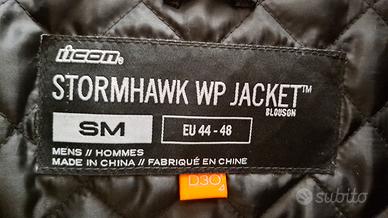 icon
STORMHAWK WP JACKET™
BLOUSON
SM
EU 44 - 48
MENS // HOMMES
MADE IN CHINA // FABRIQUÉ EN CHINE
D3O
subito